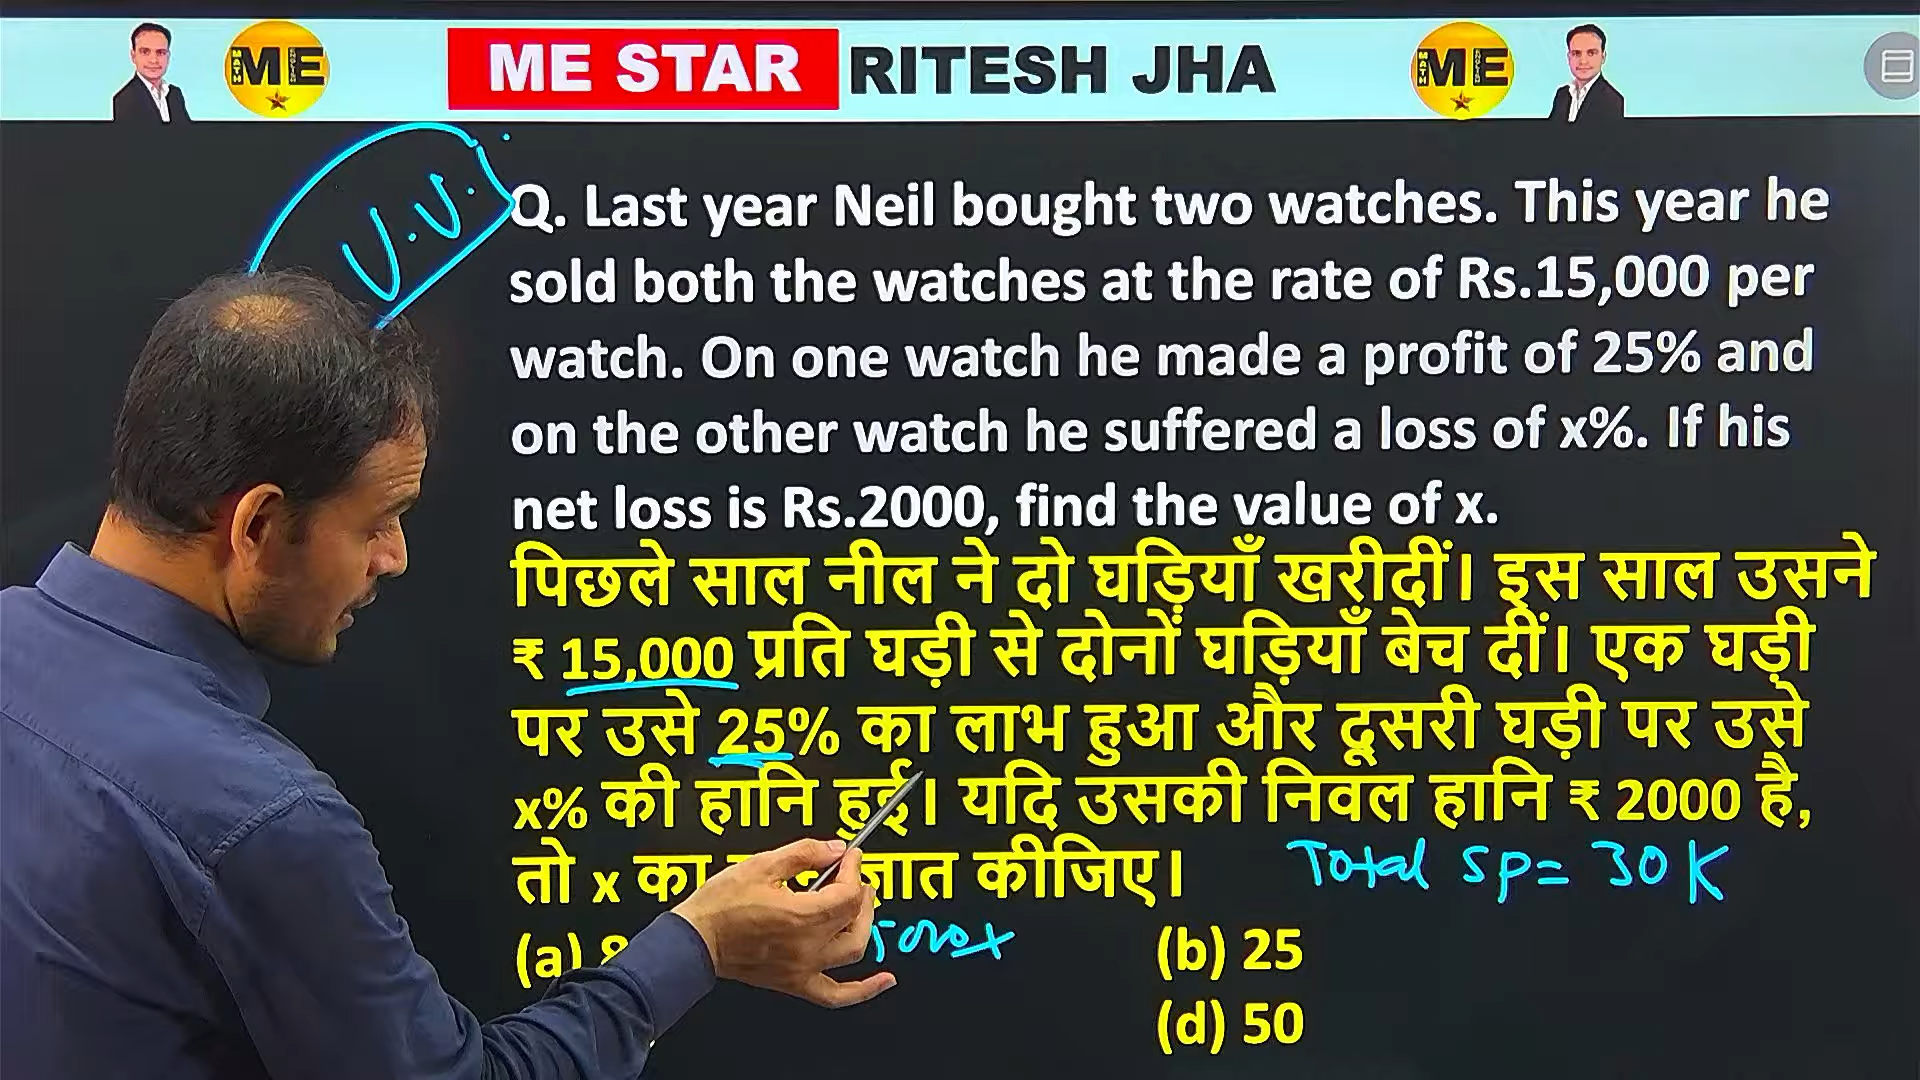 ME STAR RITESH JHA
MATH ME ENGLISH
MATH ME ENGLISH
U.U.
Q. Last year Neil bought two watches. This year he
sold both the watches at the rate of Rs.15,000 per
watch. On one watch he made a profit of 25% and
on the other watch he suffered a loss of x%. If his
net loss is Rs.2000, find the value of x.
पिछले साल नील ने दो घड़ियाँ खरीदीं। इस साल उसने
₹ 15,000 प्रति घड़ी से दोनों घड़ियाँ बेच दीं। एक घड़ी
पर उसे 25% का लाभ हुआ और दूसरी घड़ी पर उसे
x% की हानि हुई। यदि उसकी निवल हानि ₹ 2000 है,
तो x का ज्ञात कीजिए।
Total SP = 30K
(a)
(b) 25
(d) 50